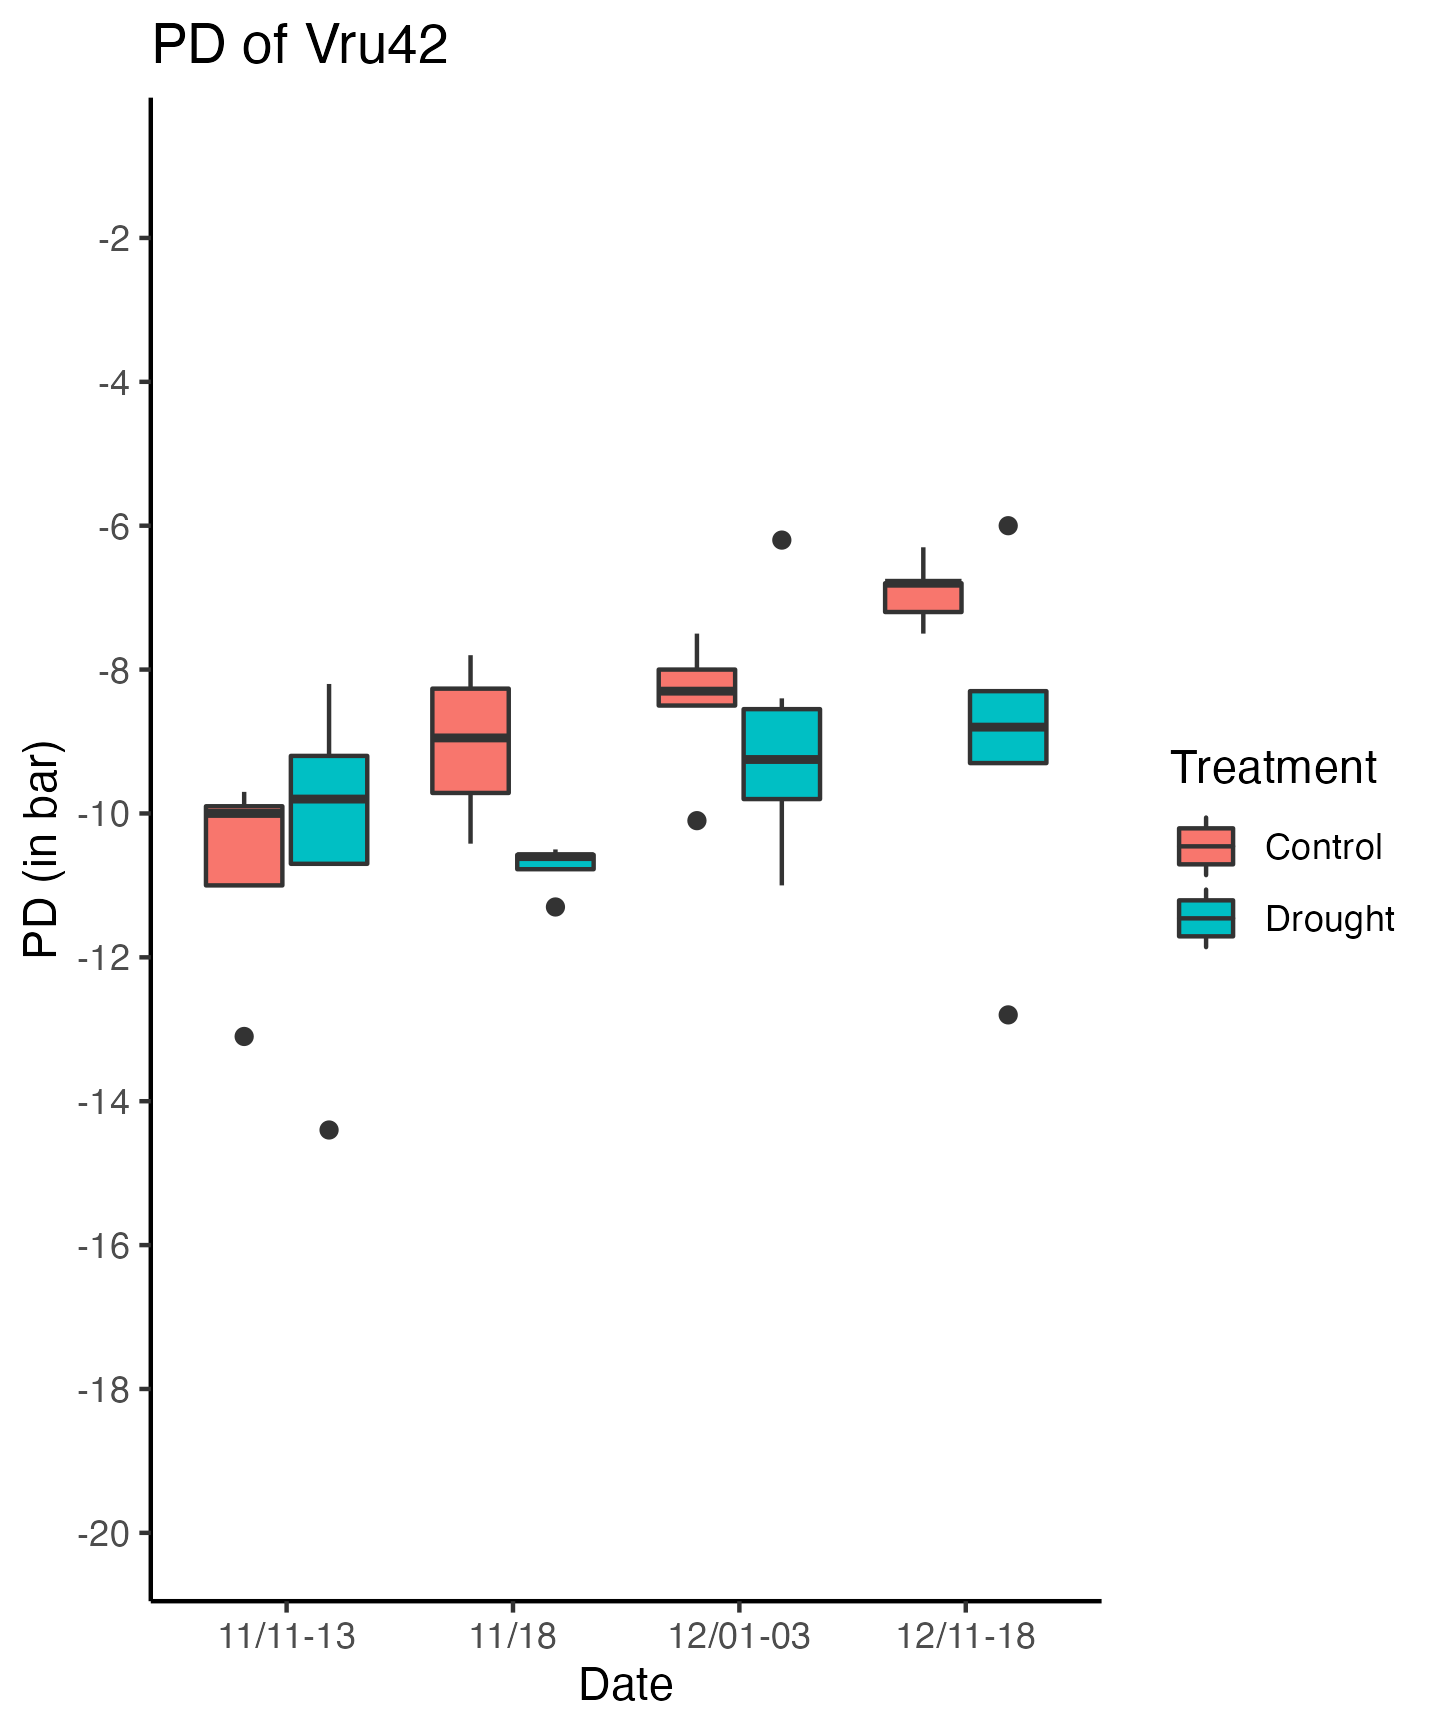 PD of Vru42
-2
-4
-6
-8
-10
-12
-14
-16
-18
-20
PD (in bar)
11/11-13 11/18 12/01-03 12/11-18
Date
Treatment
Control
Drought